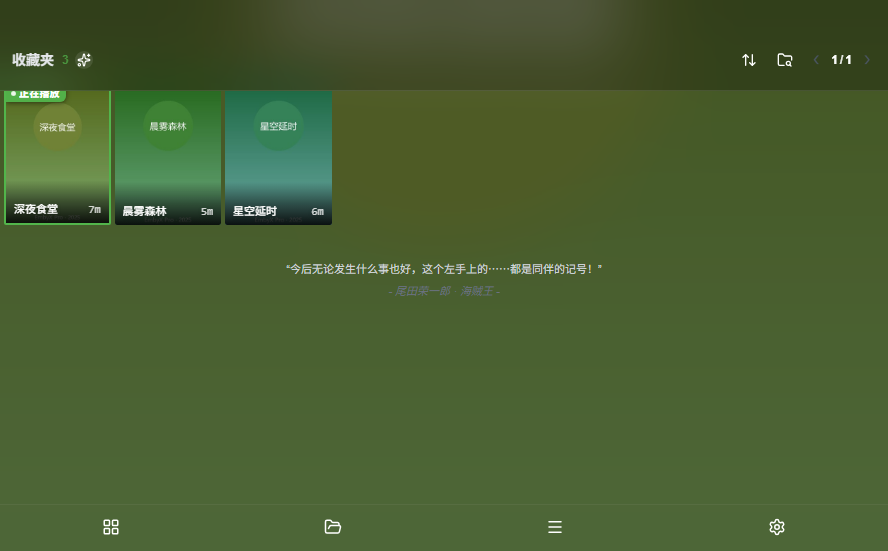 收藏夹 3
1/1
正在播放
深夜食堂
晨雾森林
星空延时
深夜食堂 7m
晨雾森林 5m
星空延时 6m
“今后无论发生什么事也好，这个左手上的……都是同伴的记号！”
- 尾田荣一郎 · 海贼王 -